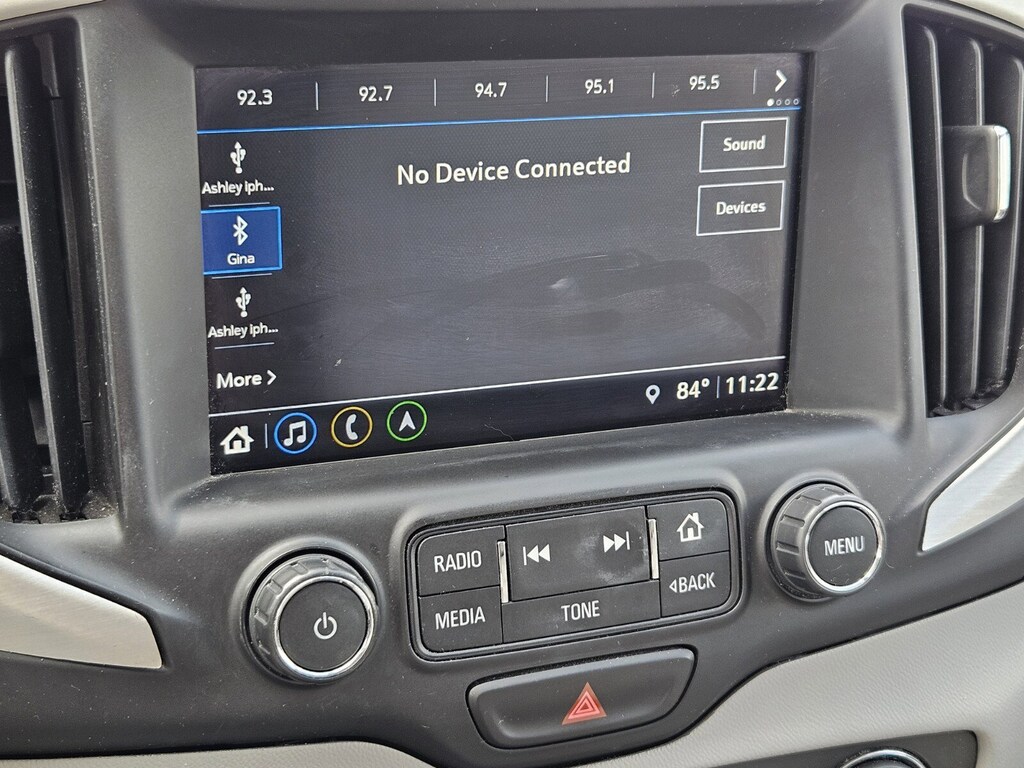 92.3 92.7 94.7 95.1 95.5
Ashley iph...
No Device Connected
Sound
Devices
Gina
Ashley iph...
More
84° 11:22
RADIO
MEDIA
TONE
BACK
MENU